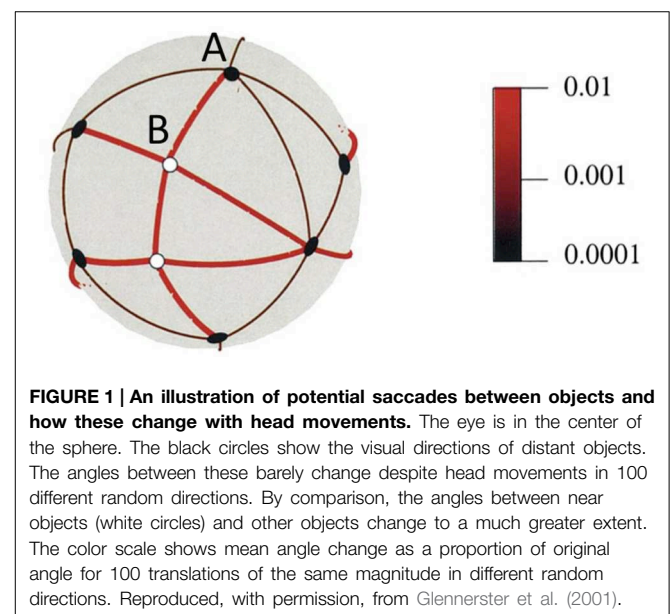 A
B
0.01
0.001
0.0001
FIGURE 1 | An illustration of potential saccades between objects and
how these change with head movements. The eye is in the center of
the sphere. The black circles show the visual directions of distant objects.
The angles between these barely change despite head movements in 100
different random directions. By comparison, the angles between near
objects (white circles) and other objects change to a much greater extent.
The color scale shows mean angle change as a proportion of original
angle for 100 translations of the same magnitude in different random
directions. Reproduced, with permission, from Glennerster et al. (2001).